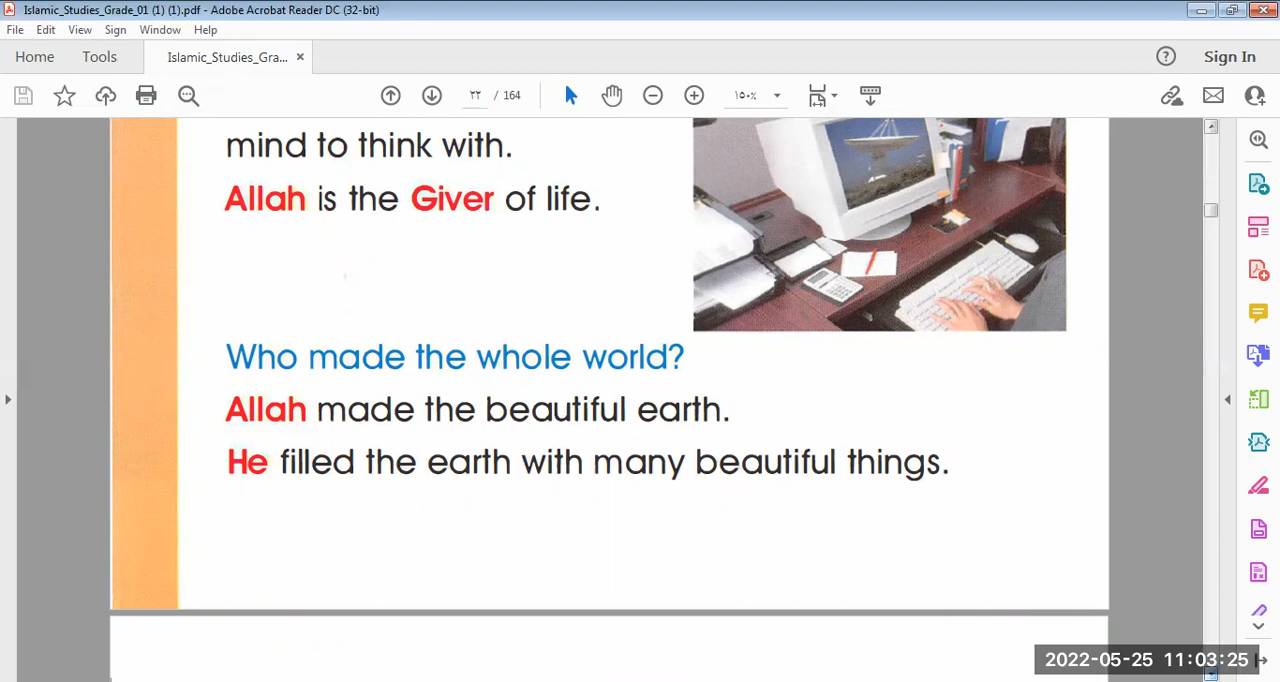 Islamic_Studies_Grade_01 (1) (1).pdf - Adobe Acrobat Reader DC (32-bit)
File Edit View Sign Window Help
Home Tools Islamic_Studies_Gra... ×
Sign In
٢٢ / 164
١٥٠٪
mind to think with.
Allah is the Giver of life.
Who made the whole world?
Allah made the beautiful earth.
He filled the earth with many beautiful things.
2022-05-25 11:03:25